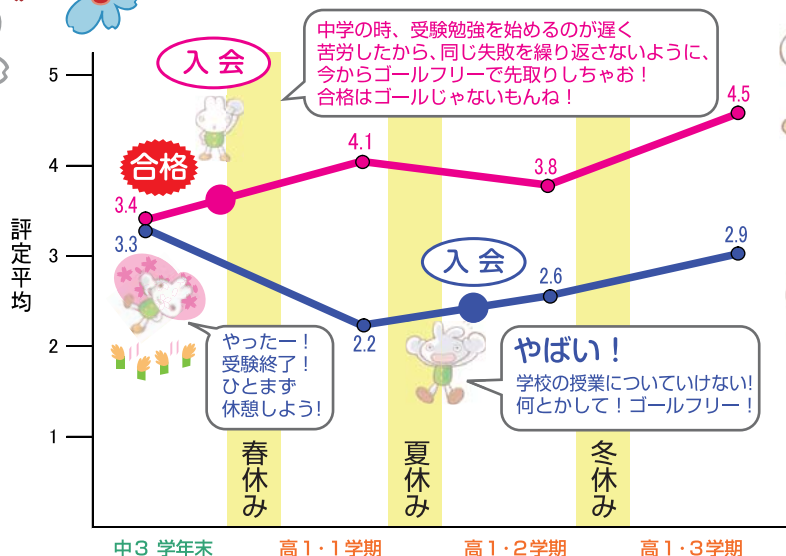 入会
中学の時、受験勉強を始めるのが遅く
苦労したから、同じ失敗を繰り返さないように、
今からゴールフリーで先取りしちゃお！
合格はゴールじゃないもんね！
5
4
3
2
1
評定平均
合格
3.4
4.1
3.8
4.5
3.3
2.2
2.6
2.9
入会
やったー！
受験終了！
ひとまず
休憩しよう！
やばい！
学校の授業についていけない！
何とかして！ゴールフリー！
春休み
夏休み
冬休み
中3 学年末
高1・1学期
高1・2学期
高1・3学期